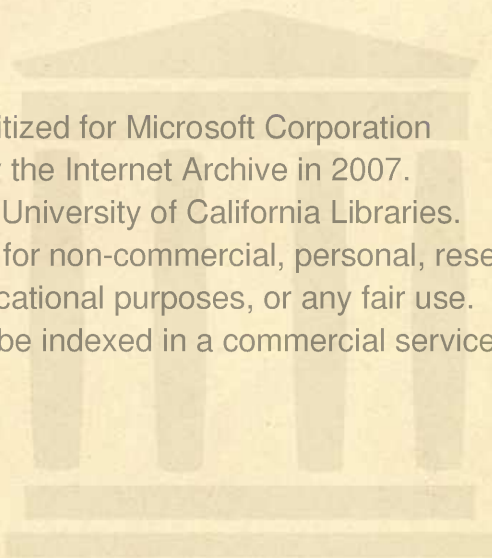 itized for Microsoft Corporation
the Internet Archive in 2007.
University of California Libraries.
for non-commercial, personal, rese
cational purposes, or any fair use.
be indexed in a commercial service